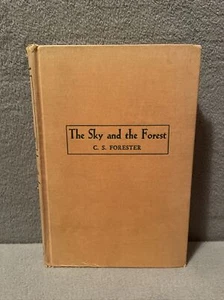 The Sky and the Forest
C. S. FORESTER